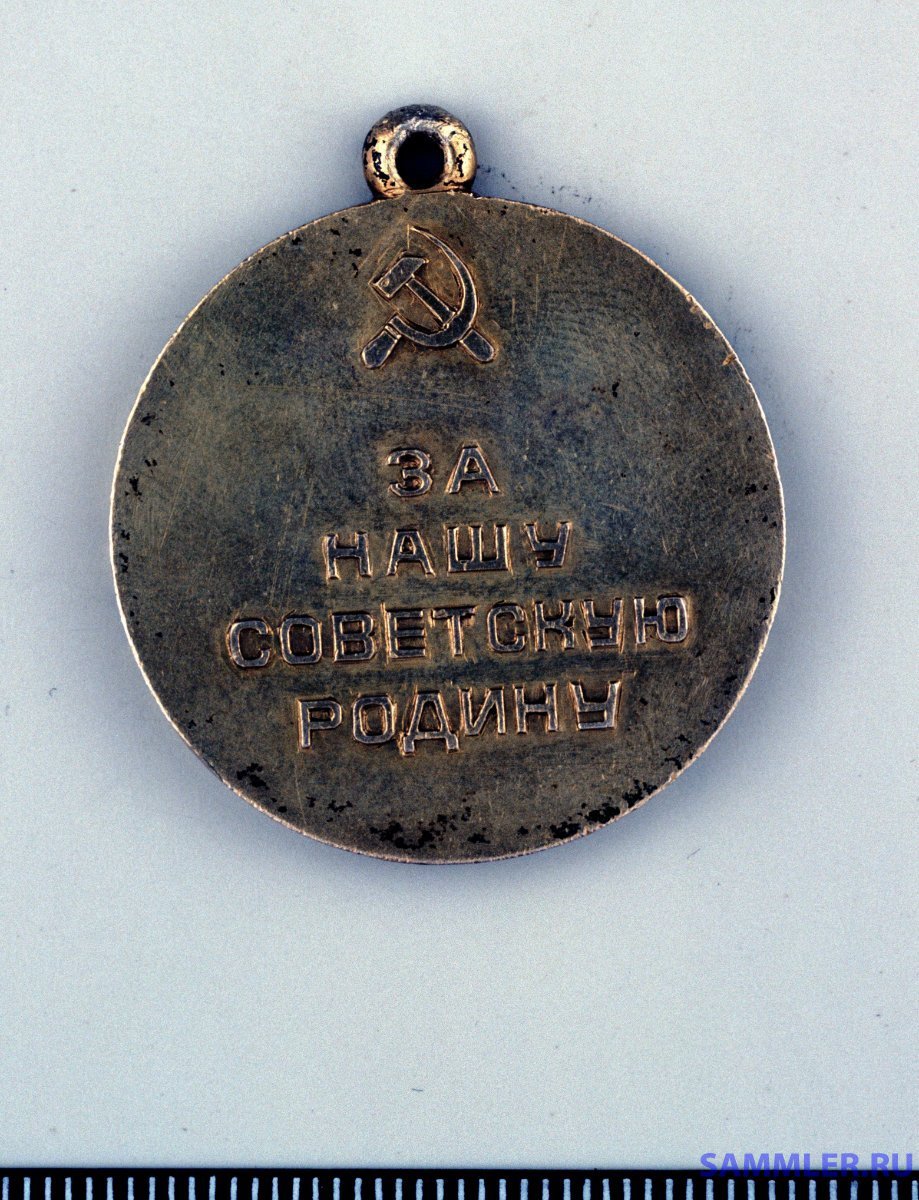 ЗА
НАШУ
СОВЕТСКУЮ
РОДИНУ
SAMMLER.RU